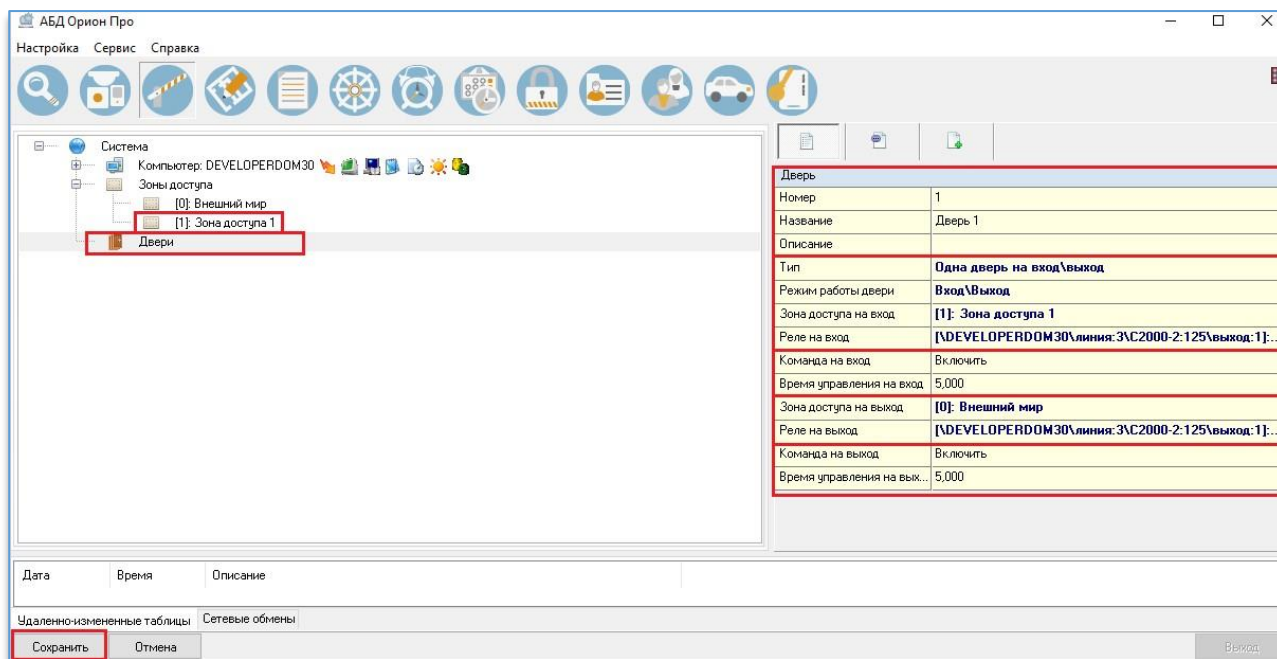 АБД Орион Про
Настройка Сервис Справка
Система
Компьютер: DEVELOPERDOM30
Зоны доступа
[0]: Внешний мир
[1]: Зона доступа 1
Двери
Дверь
Номер 1
Название Дверь 1
Описание
Тип Одна дверь на вход\выход
Режим работы двери Вход\Выход
Зона доступа на вход [1]: Зона доступа 1
Реле на вход [\DEVELOPERDOM30\линия:3\С2000-2:125\выход:1]:...
Команда на вход Включить
Время управления на вход 5,000
Зона доступа на выход [0]: Внешний мир
Реле на выход [\DEVELOPERDOM30\линия:3\С2000-2:125\выход:1]:...
Команда на выход Включить
Время управления на вых... 5,000
Дата Время Описание
Удаленно-измененные таблицы Сетевые обмены
Сохранить Отмена Выход